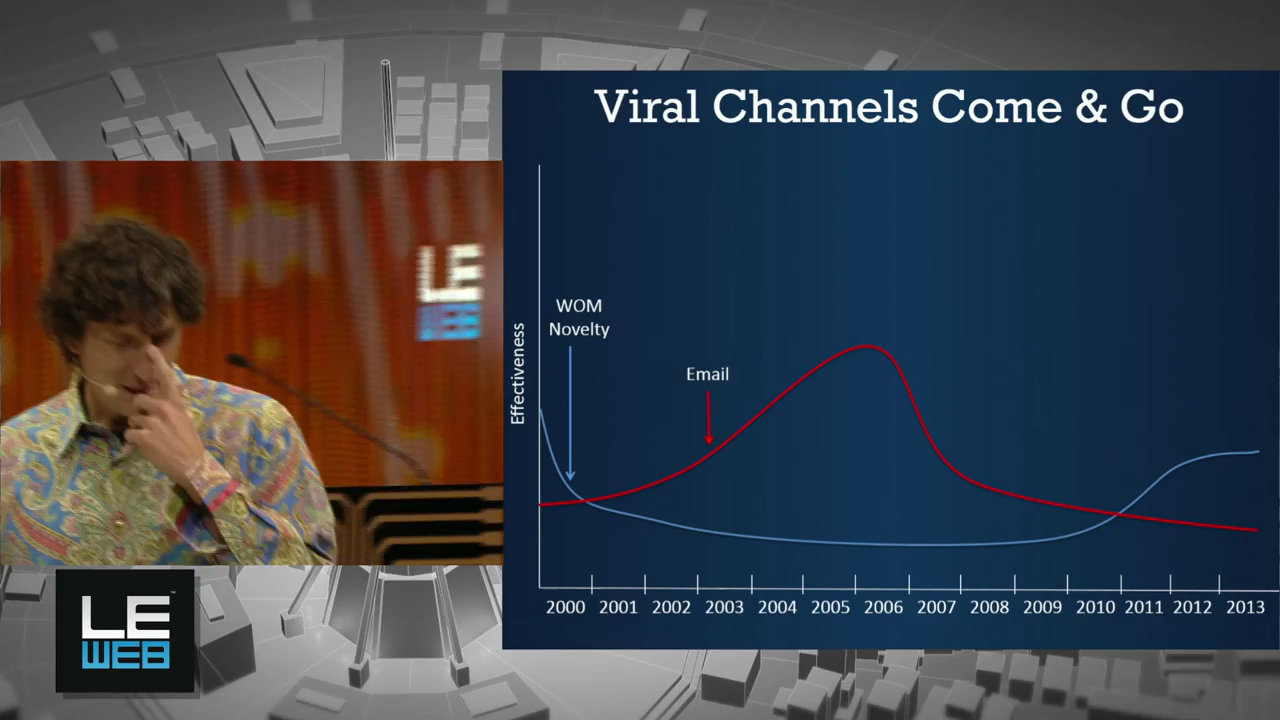 Viral Channels Come & Go
LE
WEB
WOM
Novelty
Email
Effectiveness
2000 2001 2002 2003 2004 2005 2006 2007 2008 2009 2010 2011 2012 2013
LE™
WEB